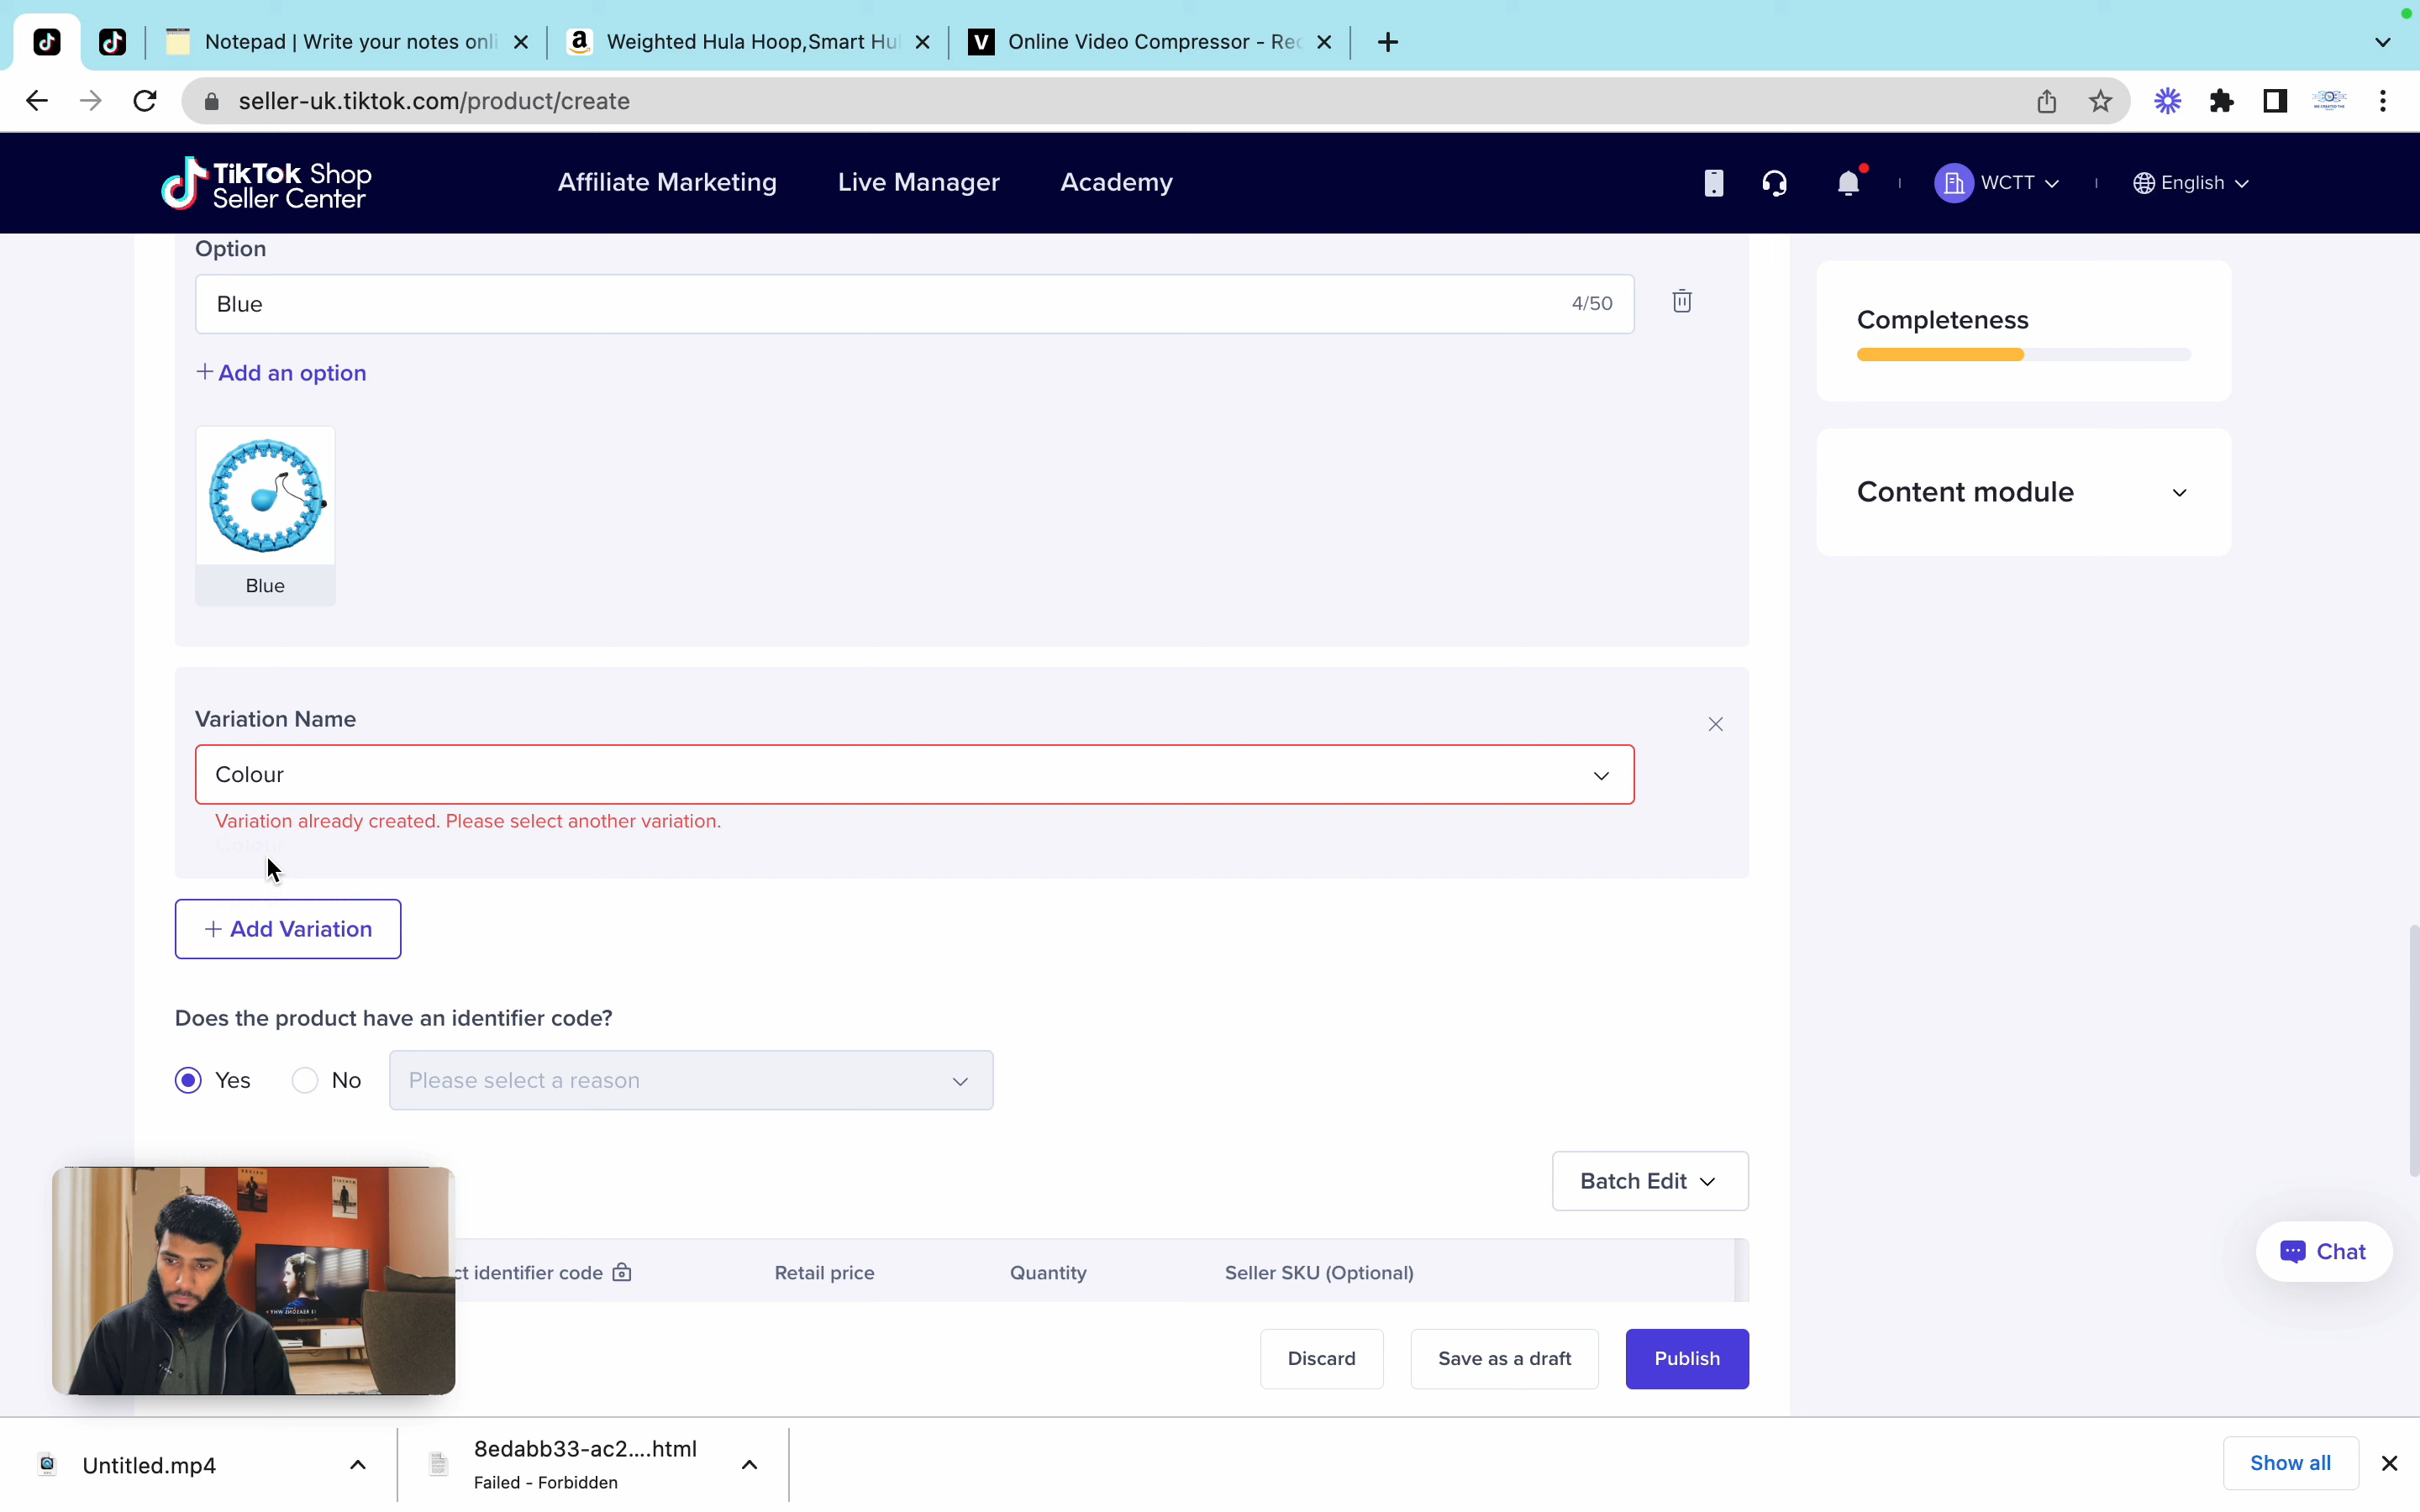 Notepad | Write your notes onli
Weighted Hula Hoop,Smart Hul
Online Video Compressor - Rec
seller-uk.tiktok.com/product/create
TikTok Shop
Seller Center
Affiliate Marketing
Live Manager
Academy
WCTT
English
Option
Blue
4/50
+ Add an option
Blue
Completeness
Content module
Variation Name
Colour
Variation already created. Please select another variation.
+ Add Variation
Does the product have an identifier code?
Yes
No
Please select a reason
Batch Edit
ct identifier code
Retail price
Quantity
Seller SKU (Optional)
Chat
Discard
Save as a draft
Publish
Untitled.mp4
8edabb33-ac2....html
Failed - Forbidden
Show all